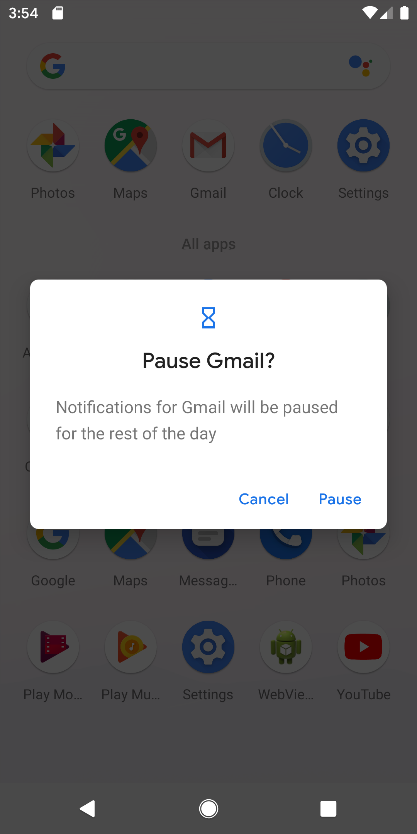 3:54
Photos Maps Gmail Clock Settings
All apps
Pause Gmail?
Notifications for Gmail will be paused
for the rest of the day
Cancel Pause
Google Maps Messag... Phone Photos
Play Mo... Play Mu... Settings WebVie... YouTube